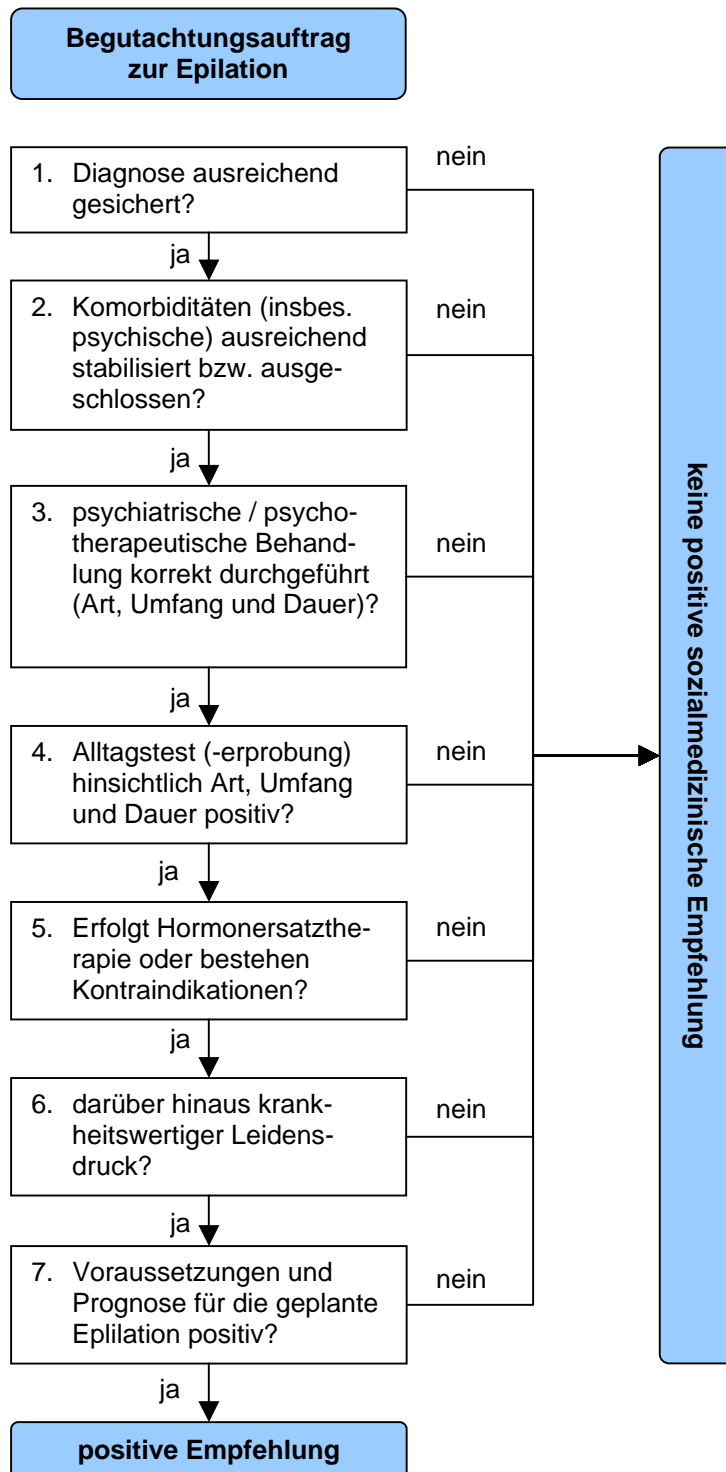 Begutachtungsauftrag
zur Epilation
1. Diagnose ausreichend
gesichert?
nein
ja
2. Komorbiditäten (insbes.
psychische) ausreichend
stabilisiert bzw. ausge-
schlossen?
nein
ja
3. psychiatrische / psycho-
therapeutische Behand-
lung korrekt durchgeführt
(Art, Umfang und Dauer)?
nein
ja
4. Alltagstest (-erprobung)
hinsichtlich Art, Umfang
und Dauer positiv?
nein
ja
5. Erfolgt Hormonersatzthe-
rapie oder bestehen
Kontraindikationen?
nein
ja
6. darüber hinaus krank-
heitswertiger Leidens-
druck?
nein
ja
7. Voraussetzungen und
Prognose für die geplante
Eplilation positiv?
nein
ja
positive Empfehlung
keine positive sozialmedizinische Empfehlung